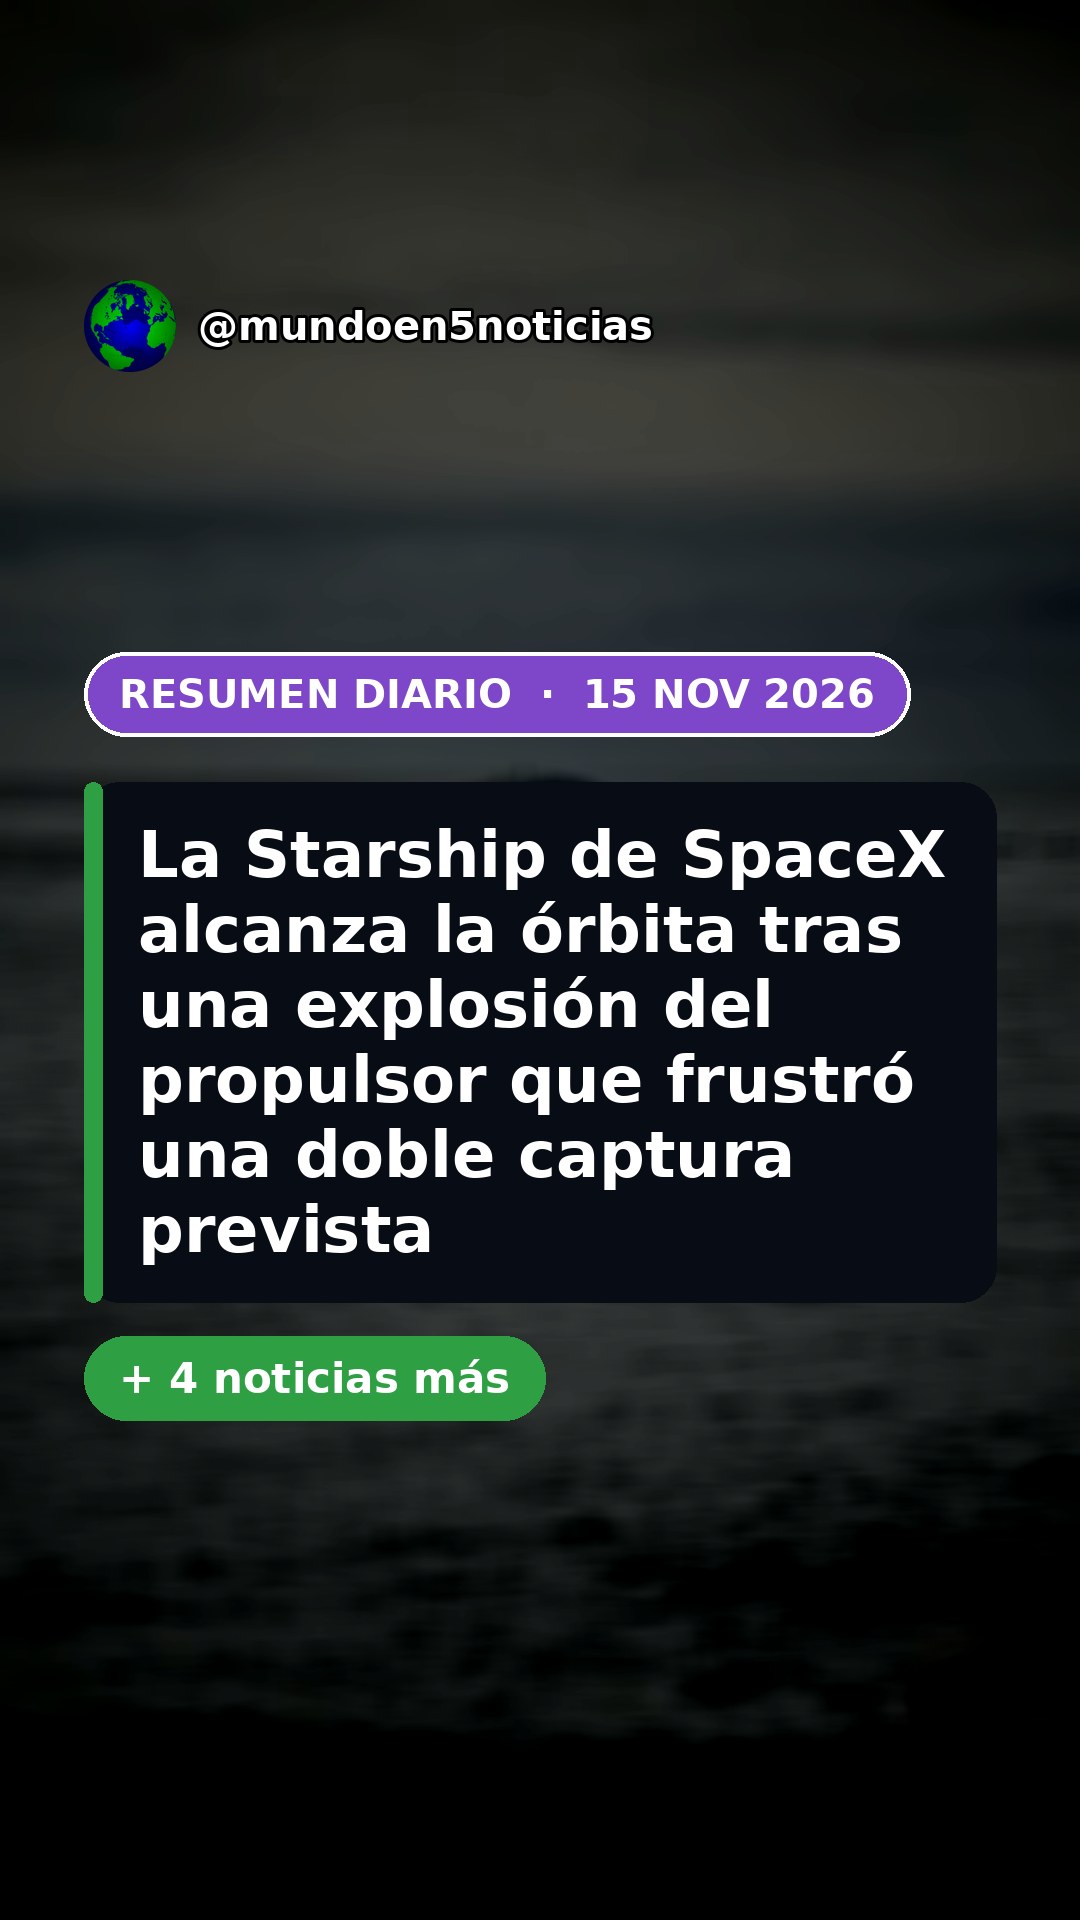 @mundoen5noticias
RESUMEN DIARIO · 15 NOV 2026
La Starship de SpaceX
alcanza la órbita tras
una explosión del
propulsor que frustró
una doble captura
prevista
+ 4 noticias más